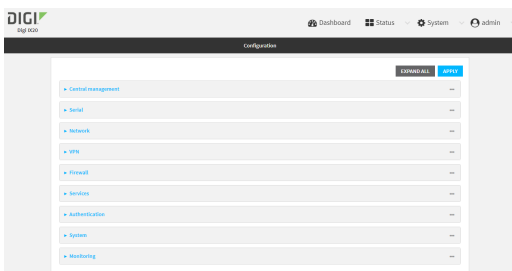 DIGI
Digi IX20
Dashboard Status System admin
Configuration
EXPAND ALL APPLY
Central management
Serial
Network
VPN
Firewall
Services
Authentication
System
Monitoring